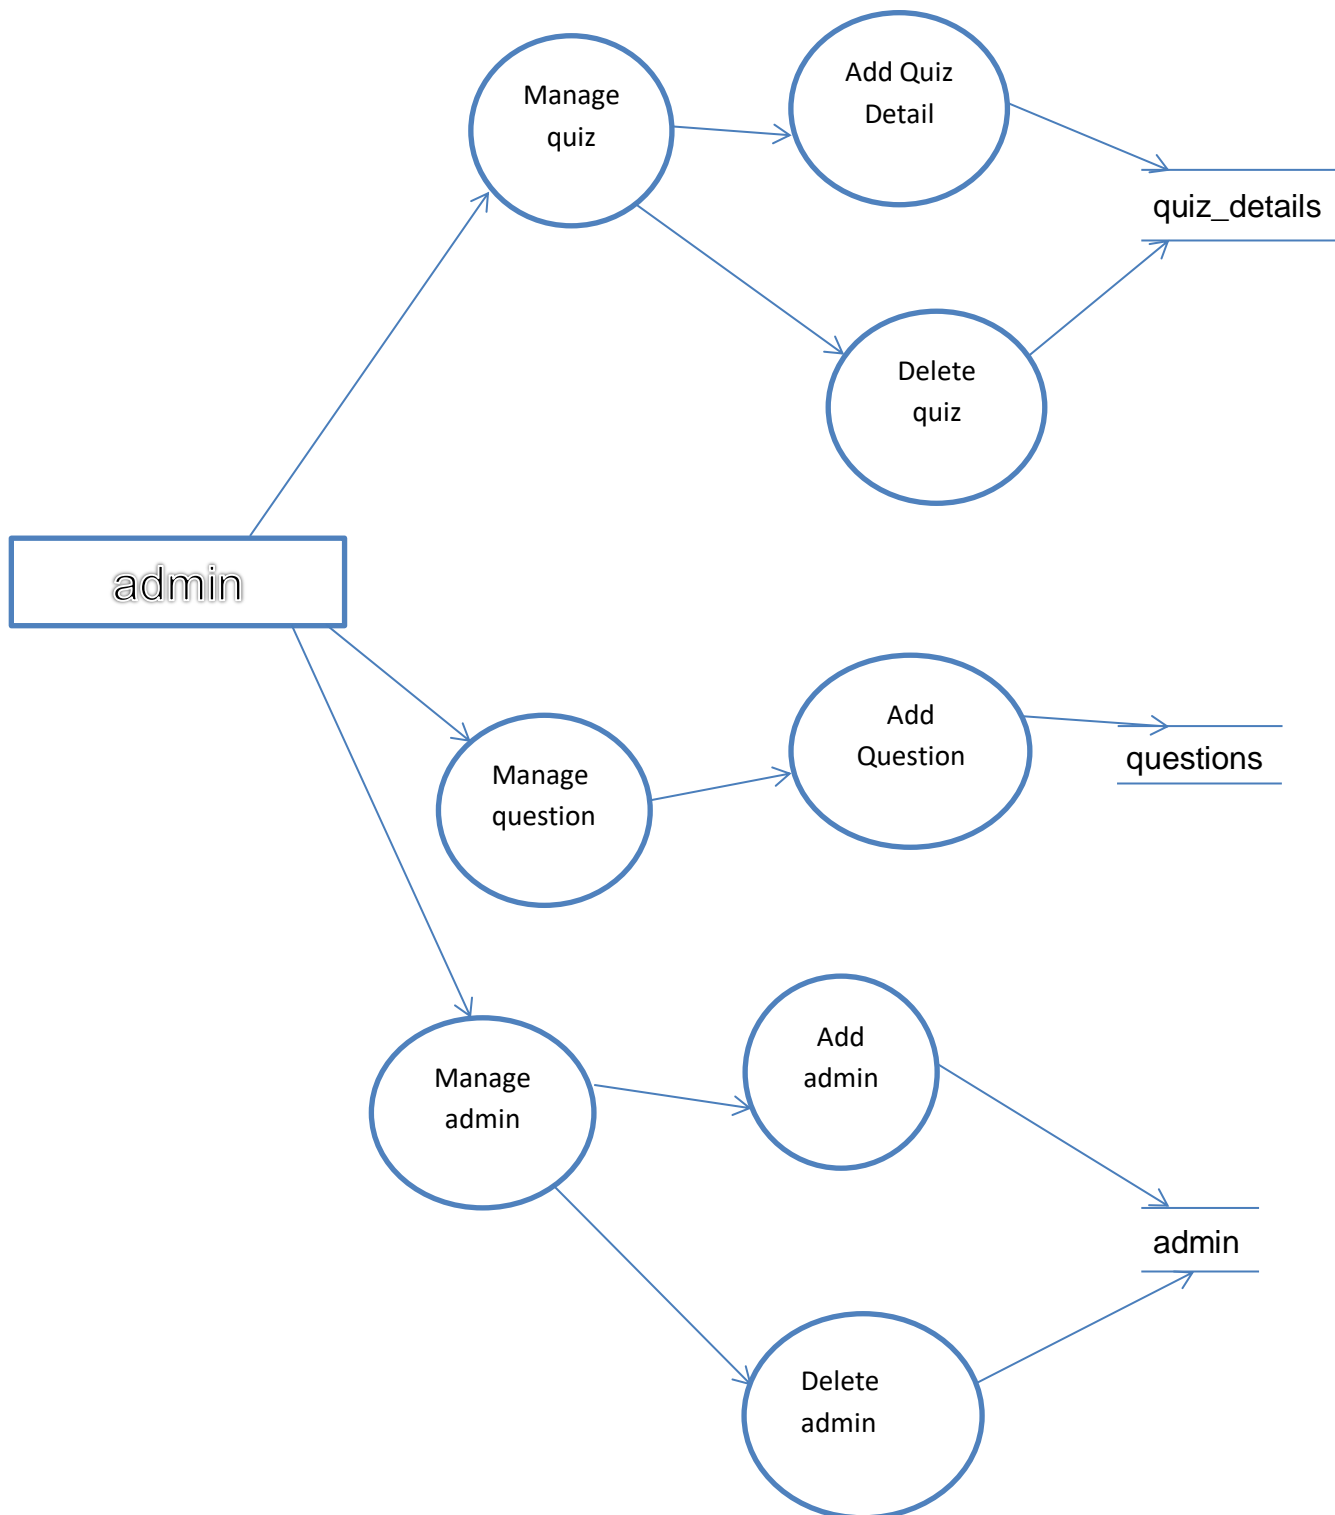 Manage
quiz
Add Quiz
Detail
quiz_details
Delete
quiz
admin
Manage
question
Add
Question
questions
Manage
admin
Add
admin
admin
Delete
admin